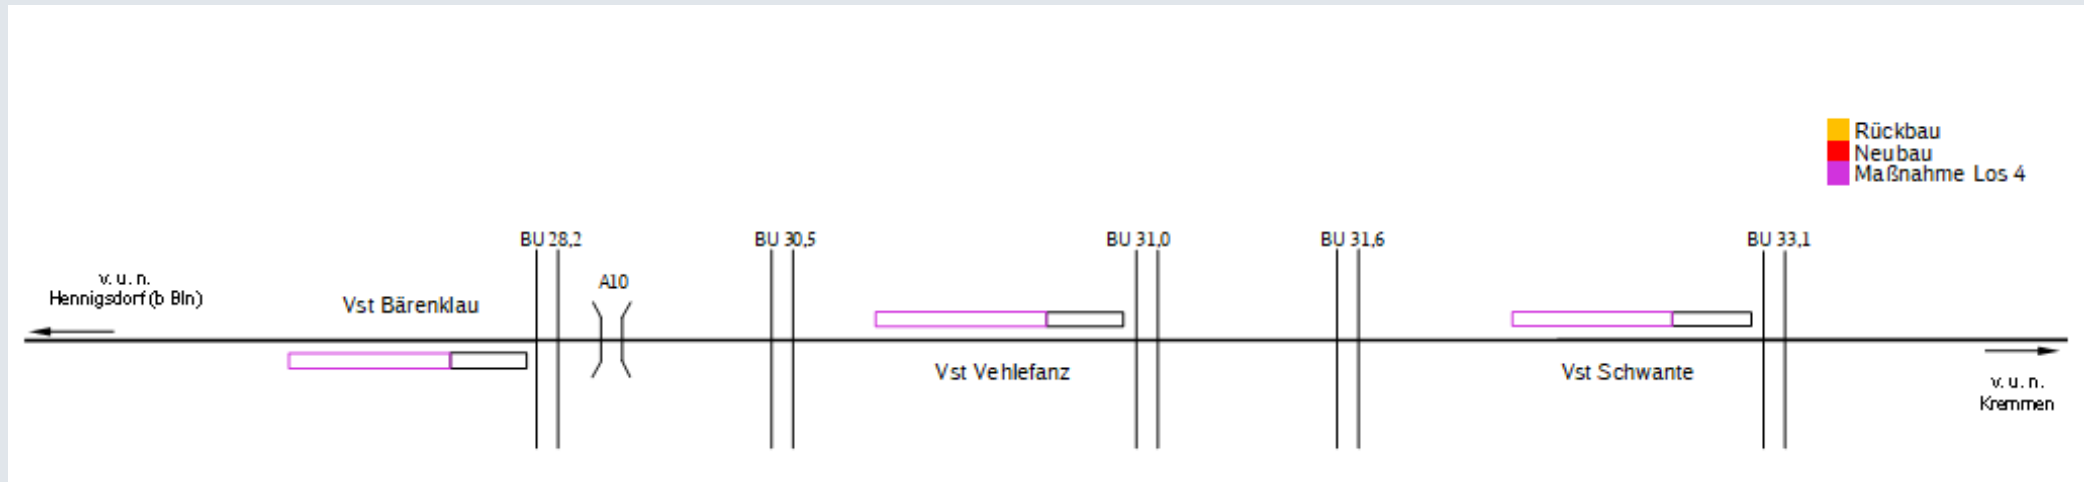 Rückbau
Neubau
Maßnahme Los 4
BU 28,2
BU 30,5
BU 31,0
BU 31,6
BU 33,1
v. u. n.
Hennigsdorf (b Bln)
Vst Bärenklau
A10
Vst Vehlefanz
Vst Schwante
v. u. n.
Kremmen